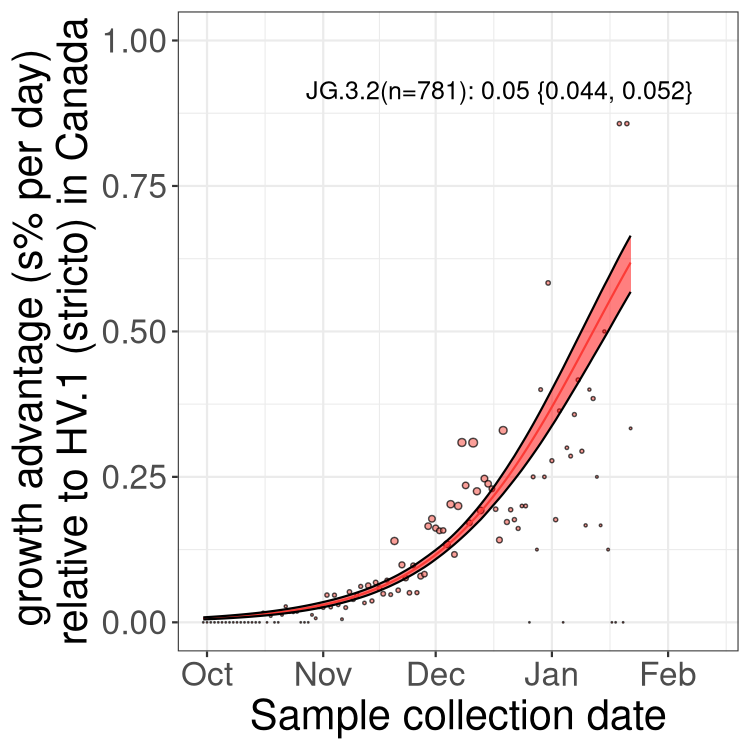 growth advantage (s% per day)
relative to HV.1 (stricto) in Canada
1.00
0.75
0.50
0.25
0.00
JG.3.2(n=781): 0.05 {0.044, 0.052}
Oct Nov Dec Jan Feb
Sample collection date